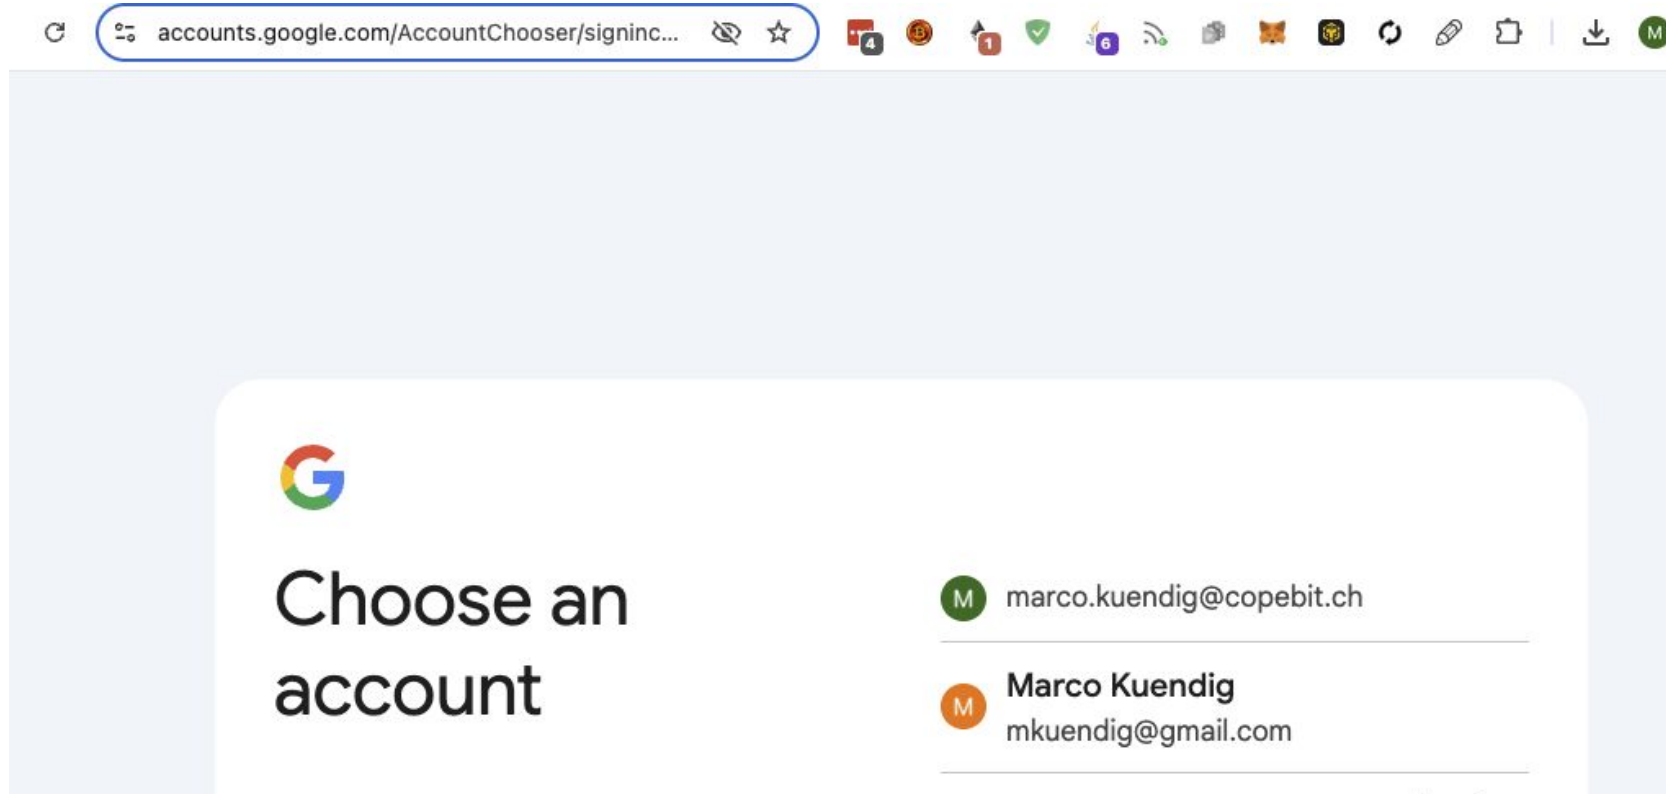 accounts.google.com/AccountChooser/signinc...
4
1
6
M
Choose an
account
M
marco.kuendig@copebit.ch
M
Marco Kuendig
mkuendig@gmail.com